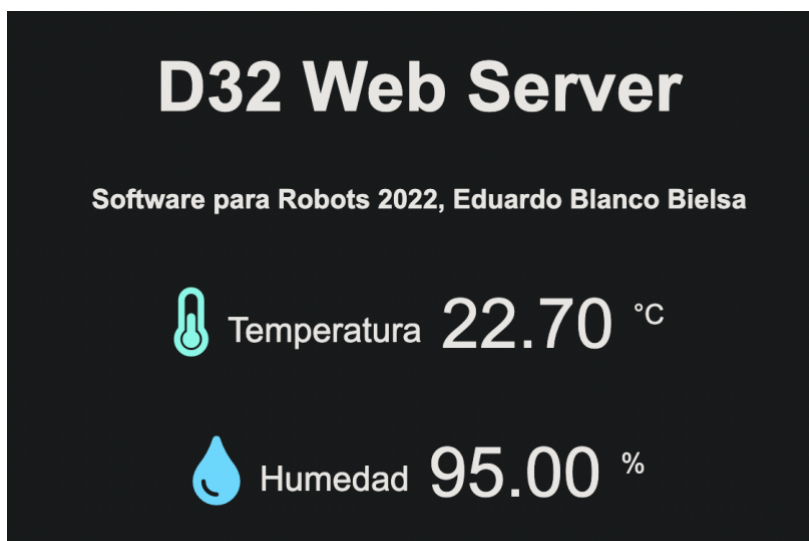 D32 Web Server
Software para Robots 2022, Eduardo Blanco Bielsa
Temperatura 22.70 °C
Humedad 95.00 %